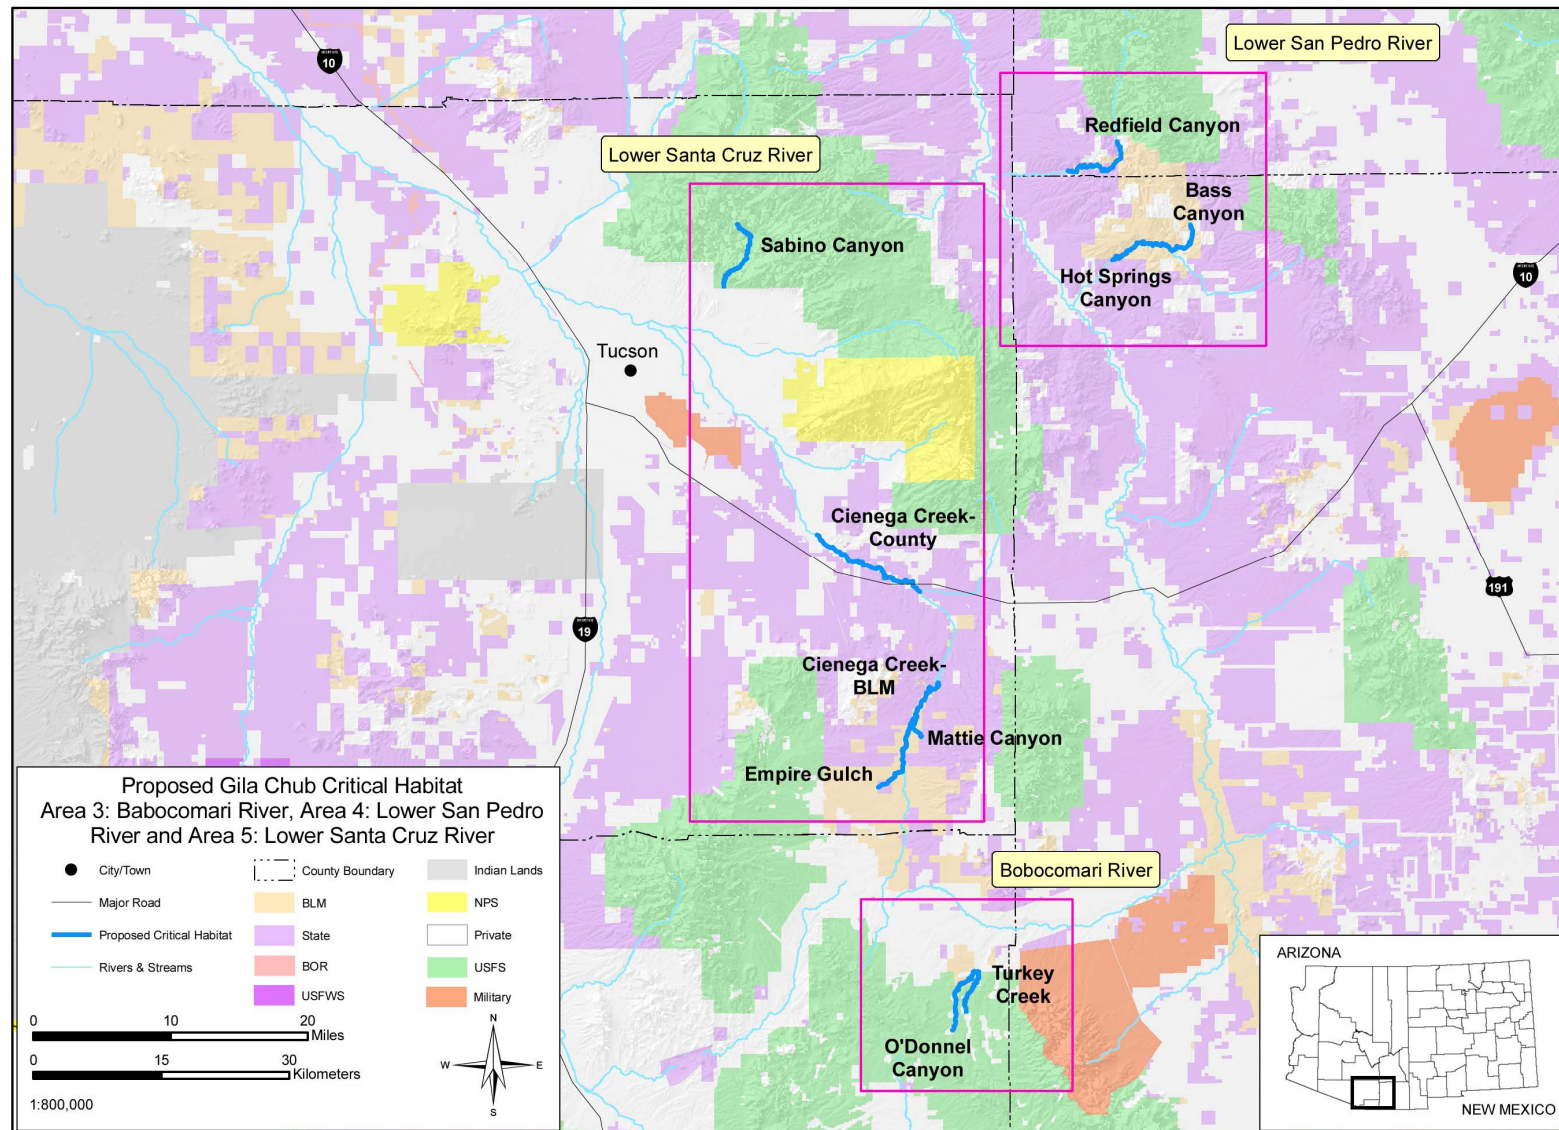 INTERSTATE
10
Lower San Pedro River
Redfield Canyon
Lower Santa Cruz River
Bass
Canyon
Sabino Canyon
Hot Springs
Canyon
INTERSTATE
10
Tucson
Cienega Creek-
County
191
INTERSTATE
19
Cienega Creek-
BLM
Mattie Canyon
Empire Gulch
Bobocomari River
Turkey
Creek
O'Donnel
Canyon
Proposed Gila Chub Critical Habitat
Area 3: Babocomari River, Area 4: Lower San Pedro
River and Area 5: Lower Santa Cruz River
City/Town
County Boundary
Indian Lands
Major Road
BLM
NPS
Proposed Critical Habitat
State
Private
Rivers & Streams
BOR
USFS
USFWS
Military
0 10 20
Miles
0 15 30
Kilometers
1:800,000
N
W E
S
ARIZONA
NEW MEXICO